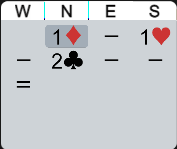 W N E S
1♦ – 1♥
– 2♣ – –
=